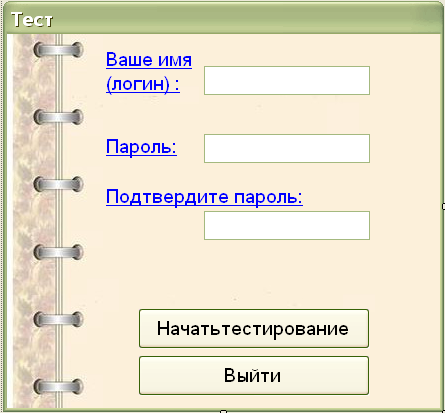 Тест
Ваше имя
(логин) :
Пароль:
Подтвердите пароль:
Начатьтестирование
Выйти